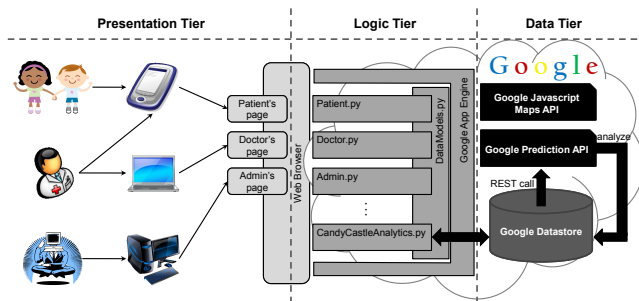 Presentation Tier
Logic Tier
Data Tier
Google
Patient's
page
Doctor's
page
Admin's
page
Web Browser
Patient.py
Doctor.py
Admin.py
⋮
CandyCastleAnalytics.py
DataModels.py
Google App Engine
Google Javascript
Maps API
Google Prediction API
analyze
REST call
Google Datastore